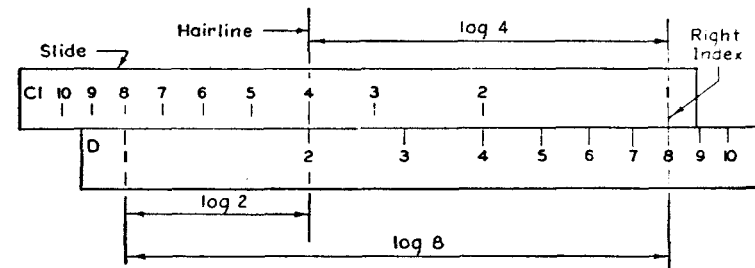 Hairline
log 4
Right
Index
Slide
CI 10 9 8 7 6 5 4 3 2 1
D 1 2 3 4 5 6 7 8 9 10
log 2
log 8